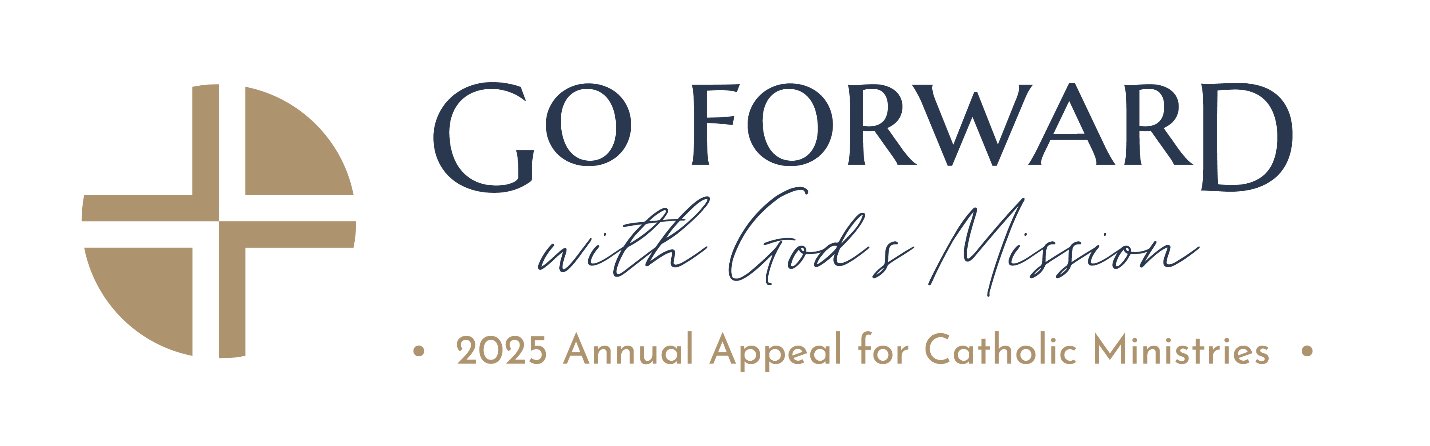 GO FORWARD
with God's Mission
• 2025 Annual Appeal for Catholic Ministries •